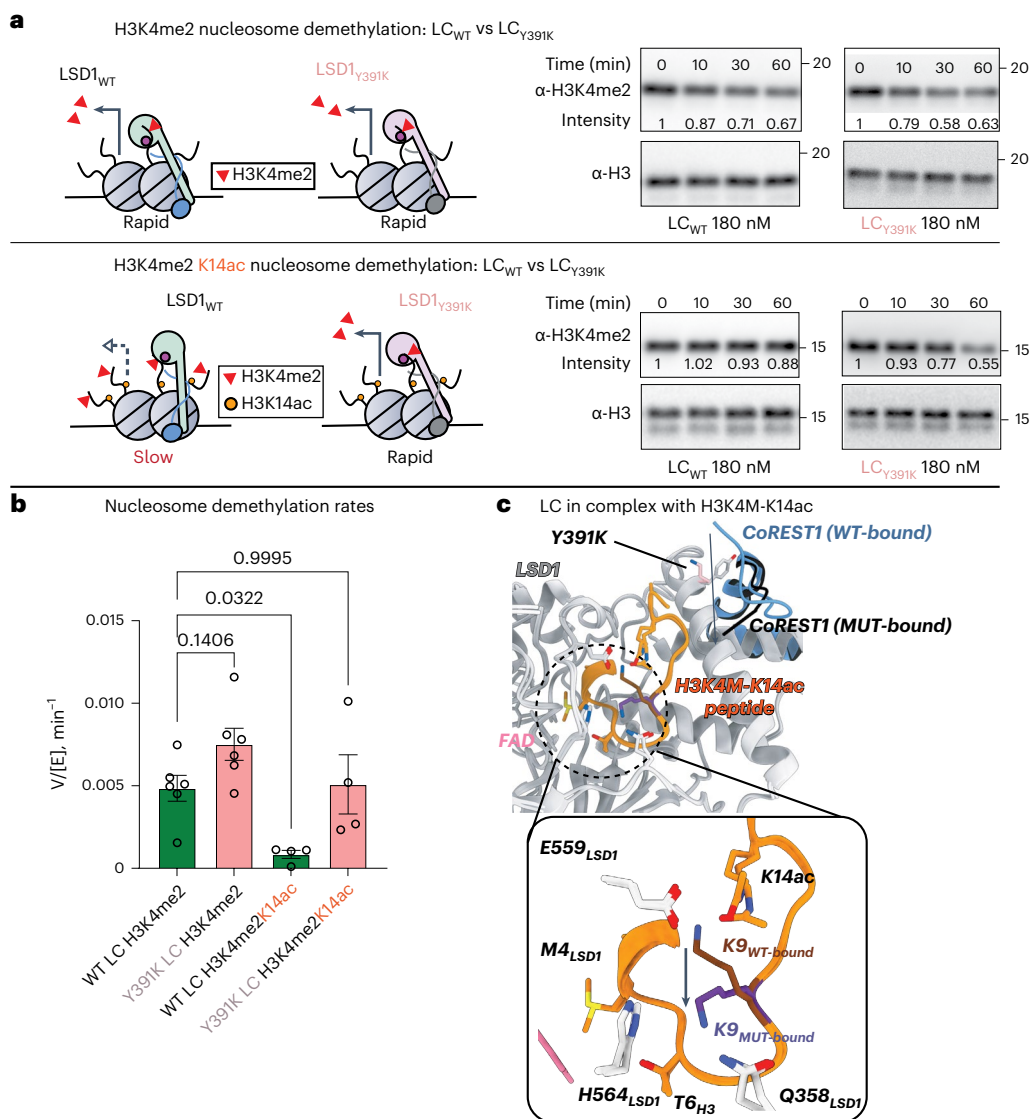 a
H3K4me2 nucleosome demethylation: LCWT vs LCY391K
LSD1WT
LSD1Y391K
H3K4me2
Rapid
Rapid
Time (min) 0 10 30 60
20
α-H3K4me2
Intensity 1 0.87 0.71 0.67
20
α-H3
LCWT 180 nM
0 10 30 60
20
1 0.79 0.58 0.63
20
LCY391K 180 nM
H3K4me2 K14ac nucleosome demethylation: LCWT vs LCY391K
LSD1WT
LSD1Y391K
H3K4me2
H3K14ac
Slow
Rapid
Time (min) 0 10 30 60
α-H3K4me2
15
Intensity 1 1.02 0.93 0.88
α-H3
15
LCWT 180 nM
0 10 30 60
15
1 0.93 0.77 0.55
15
LCY391K 180 nM
b
Nucleosome demethylation rates
0.9995
0.0322
0.1406
0.015
0.010
0.005
0
V/[E], min−1
WT LC H3K4me2
Y391K LC H3K4me2
WT LC H3K4me2K14ac
Y391K LC H3K4me2K14ac
c
LC in complex with H3K4M-K14ac
Y391K
CoREST1 (WT-bound)
LSD1
CoREST1 (MUT-bound)
H3K4M-K14ac
peptide
FAD
E559LSD1
K14ac
K9WT-bound
M4LSD1
K9MUT-bound
H564LSD1
T6H3
Q358LSD1